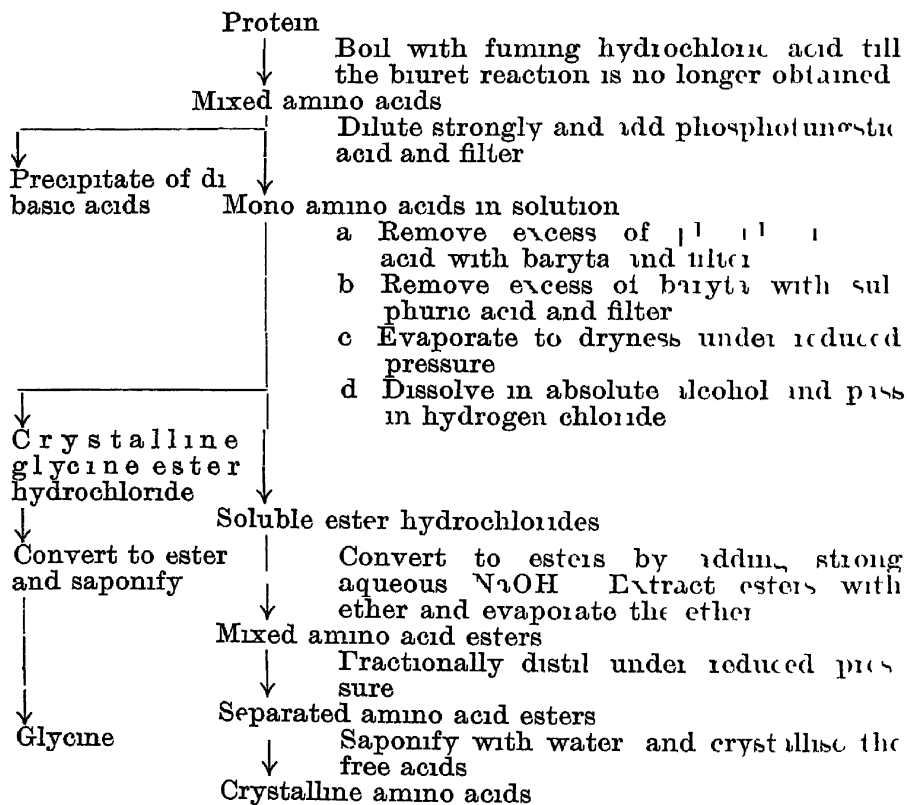 Protein
Boil with fuming hydrochloric acid till
the biuret reaction is no longer obtained
Mixed amino acids
Dilute strongly and add phosphotungstic
acid and filter
Precipitate of di
basic acids
Mono amino acids in solution
a Remove excess of
acid with baryta and filter
b Remove excess of baryta with sul
phuric acid and filter
c Evaporate to dryness under reduced
pressure
d Dissolve in absolute alcohol and pass
in hydrogen chloride
Crystalline
glycine ester
hydrochloride
Soluble ester hydrochlorides
Convert to ester
and saponify
Convert to esters by adding strong
aqueous NaOH Extract esters with
ether and evaporate the ether
Mixed amino acid esters
Fractionally distil under reduced pres
sure
Separated amino acid esters
Glycine
Saponify with water and crystallise the
free acids
Crystalline amino acids